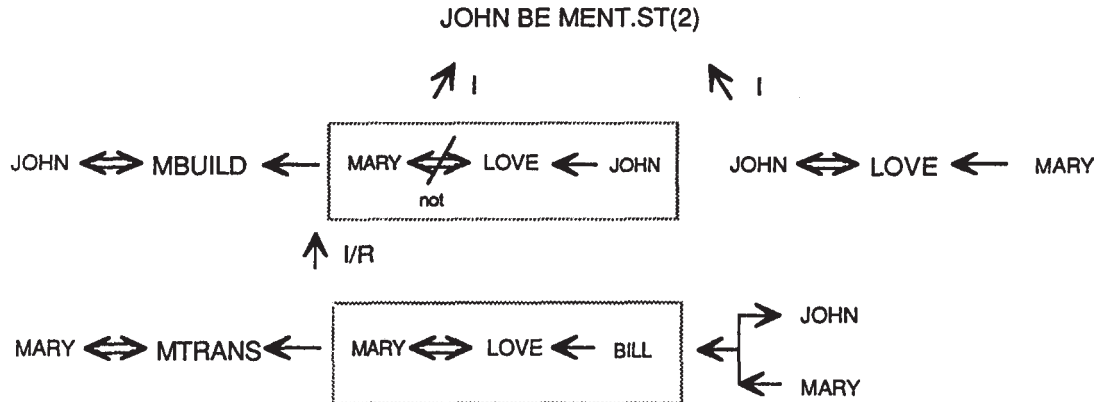 JOHN BE MENT.ST(2)
I I
JOHN MBUILD MARY LOVE JOHN JOHN LOVE MARY
not
I/R
JOHN
MARY MTRANS MARY LOVE BILL
MARY